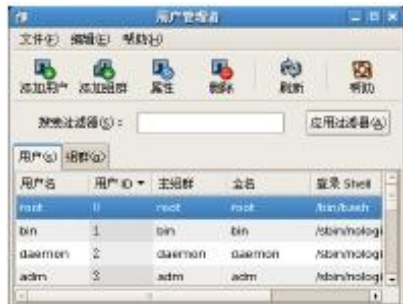 用户管理者
文件(F) 编辑(E) 帮助(H)
添加用户 添加组群 属性 删除 刷新 帮助
搜索过滤器(S)： 应用过滤器(A)
用户(S) 组群(G)
用户名 用户 ID 主组群 全名 登录 Shell
root 0 root root /bin/bash
bin 1 bin bin /sbin/nologi
daemon 2 daemon daemon /sbin/nologi
adm 3 adm adm /sbin/nologi